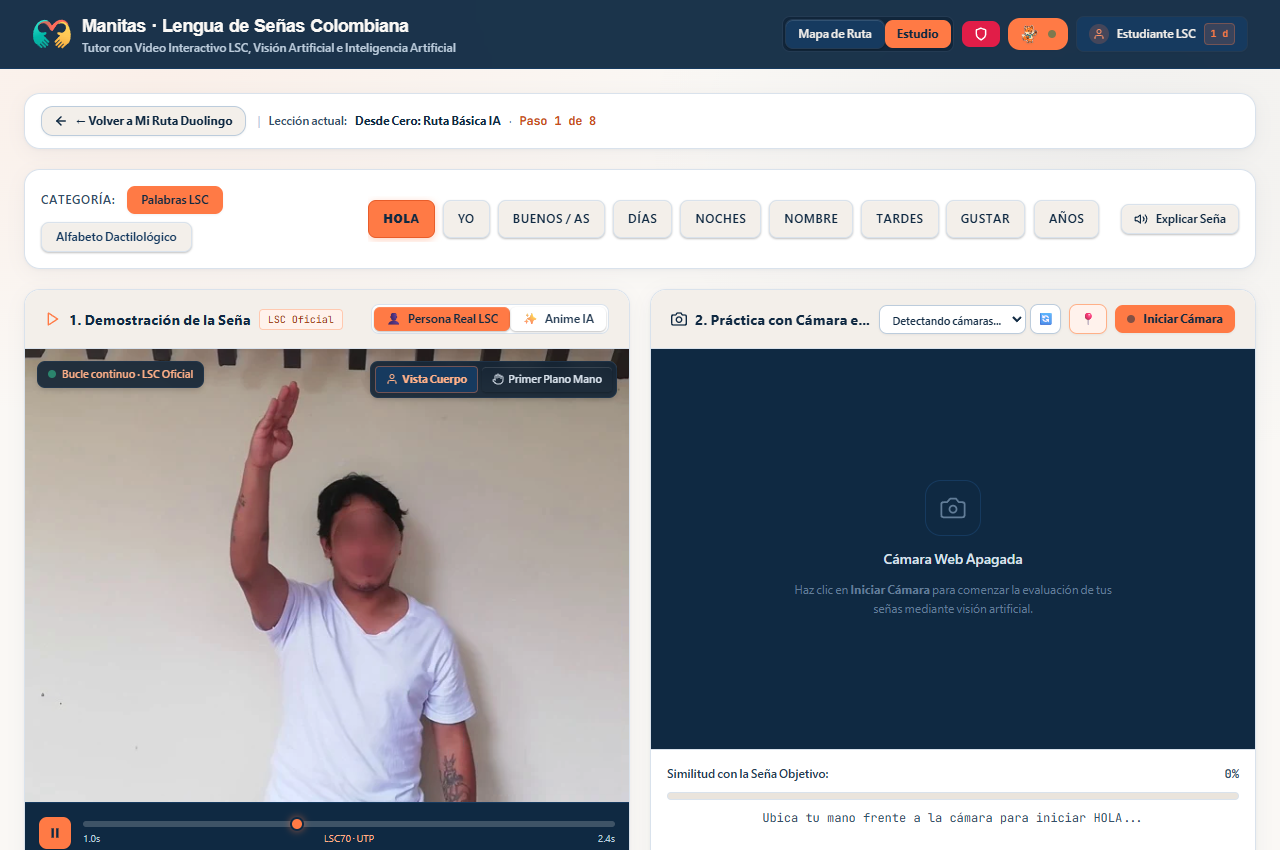 Manitas · Lengua de Señas Colombiana
Tutor con Video Interactivo LSC, Visión Artificial e Inteligencia Artificial
Mapa de Ruta
Estudio
Estudiante LSC
1 d
← Volver a Mi Ruta Duolingo
| Lección actual: Desde Cero: Ruta Básica IA · Paso 1 de 8
CATEGORÍA:
Palabras LSC
Alfabeto Dactilológico
HOLA
YO
BUENOS / AS
DÍAS
NOCHES
NOMBRE
TARDES
GUSTAR
AÑOS
Explicar Seña
1. Demostración de la Seña
LSC Oficial
Persona Real LSC
Anime IA
Bucle continuo · LSC Oficial
Vista Cuerpo
Primer Plano Mano
1.0s
LSC70 · UTP
2.4s
2. Práctica con Cámara e...
Detectando cámaras...
Iniciar Cámara
Cámara Web Apagada
Haz clic en Iniciar Cámara para comenzar la evaluación de tus
señas mediante visión artificial.
Similitud con la Seña Objetivo:
0%
Ubica tu mano frente a la cámara para iniciar HOLA...